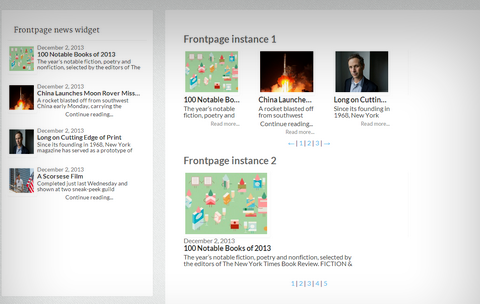 Frontpage news widget
December 2, 2013
100 Notable Books of 2013
The year's notable fiction, poetry and
nonfiction, selected by the editors of The
December 2, 2013
China Launches Moon Rover Miss...
A rocket blasted off from southwest
China early Monday, carrying the
Continue reading...
December 2, 2013
Long on Cutting Edge of Print
Since its founding in 1968, New York
magazine has served as a prototype of
December 2, 2013
A Scorsese Film
Completed just last Wednesday and
shown at two sneak-peek guild
Continue reading...
Frontpage instance 1
100 Notable Bo...
The year's notable
fiction, poetry and
Read more...
China Launche...
A rocket blasted off
from southwest
Continue reading...
Read more...
Long on Cuttin...
Since its founding in
1968, New York
Read more...
← | 1 | 2 | 3 | →
Frontpage instance 2
December 2, 2013
100 Notable Books of 2013
The year's notable fiction, poetry and nonfiction, selected by
the editors of The New York Times Book Review. FICTION &
1 | 2 | 3 | 4 | 5